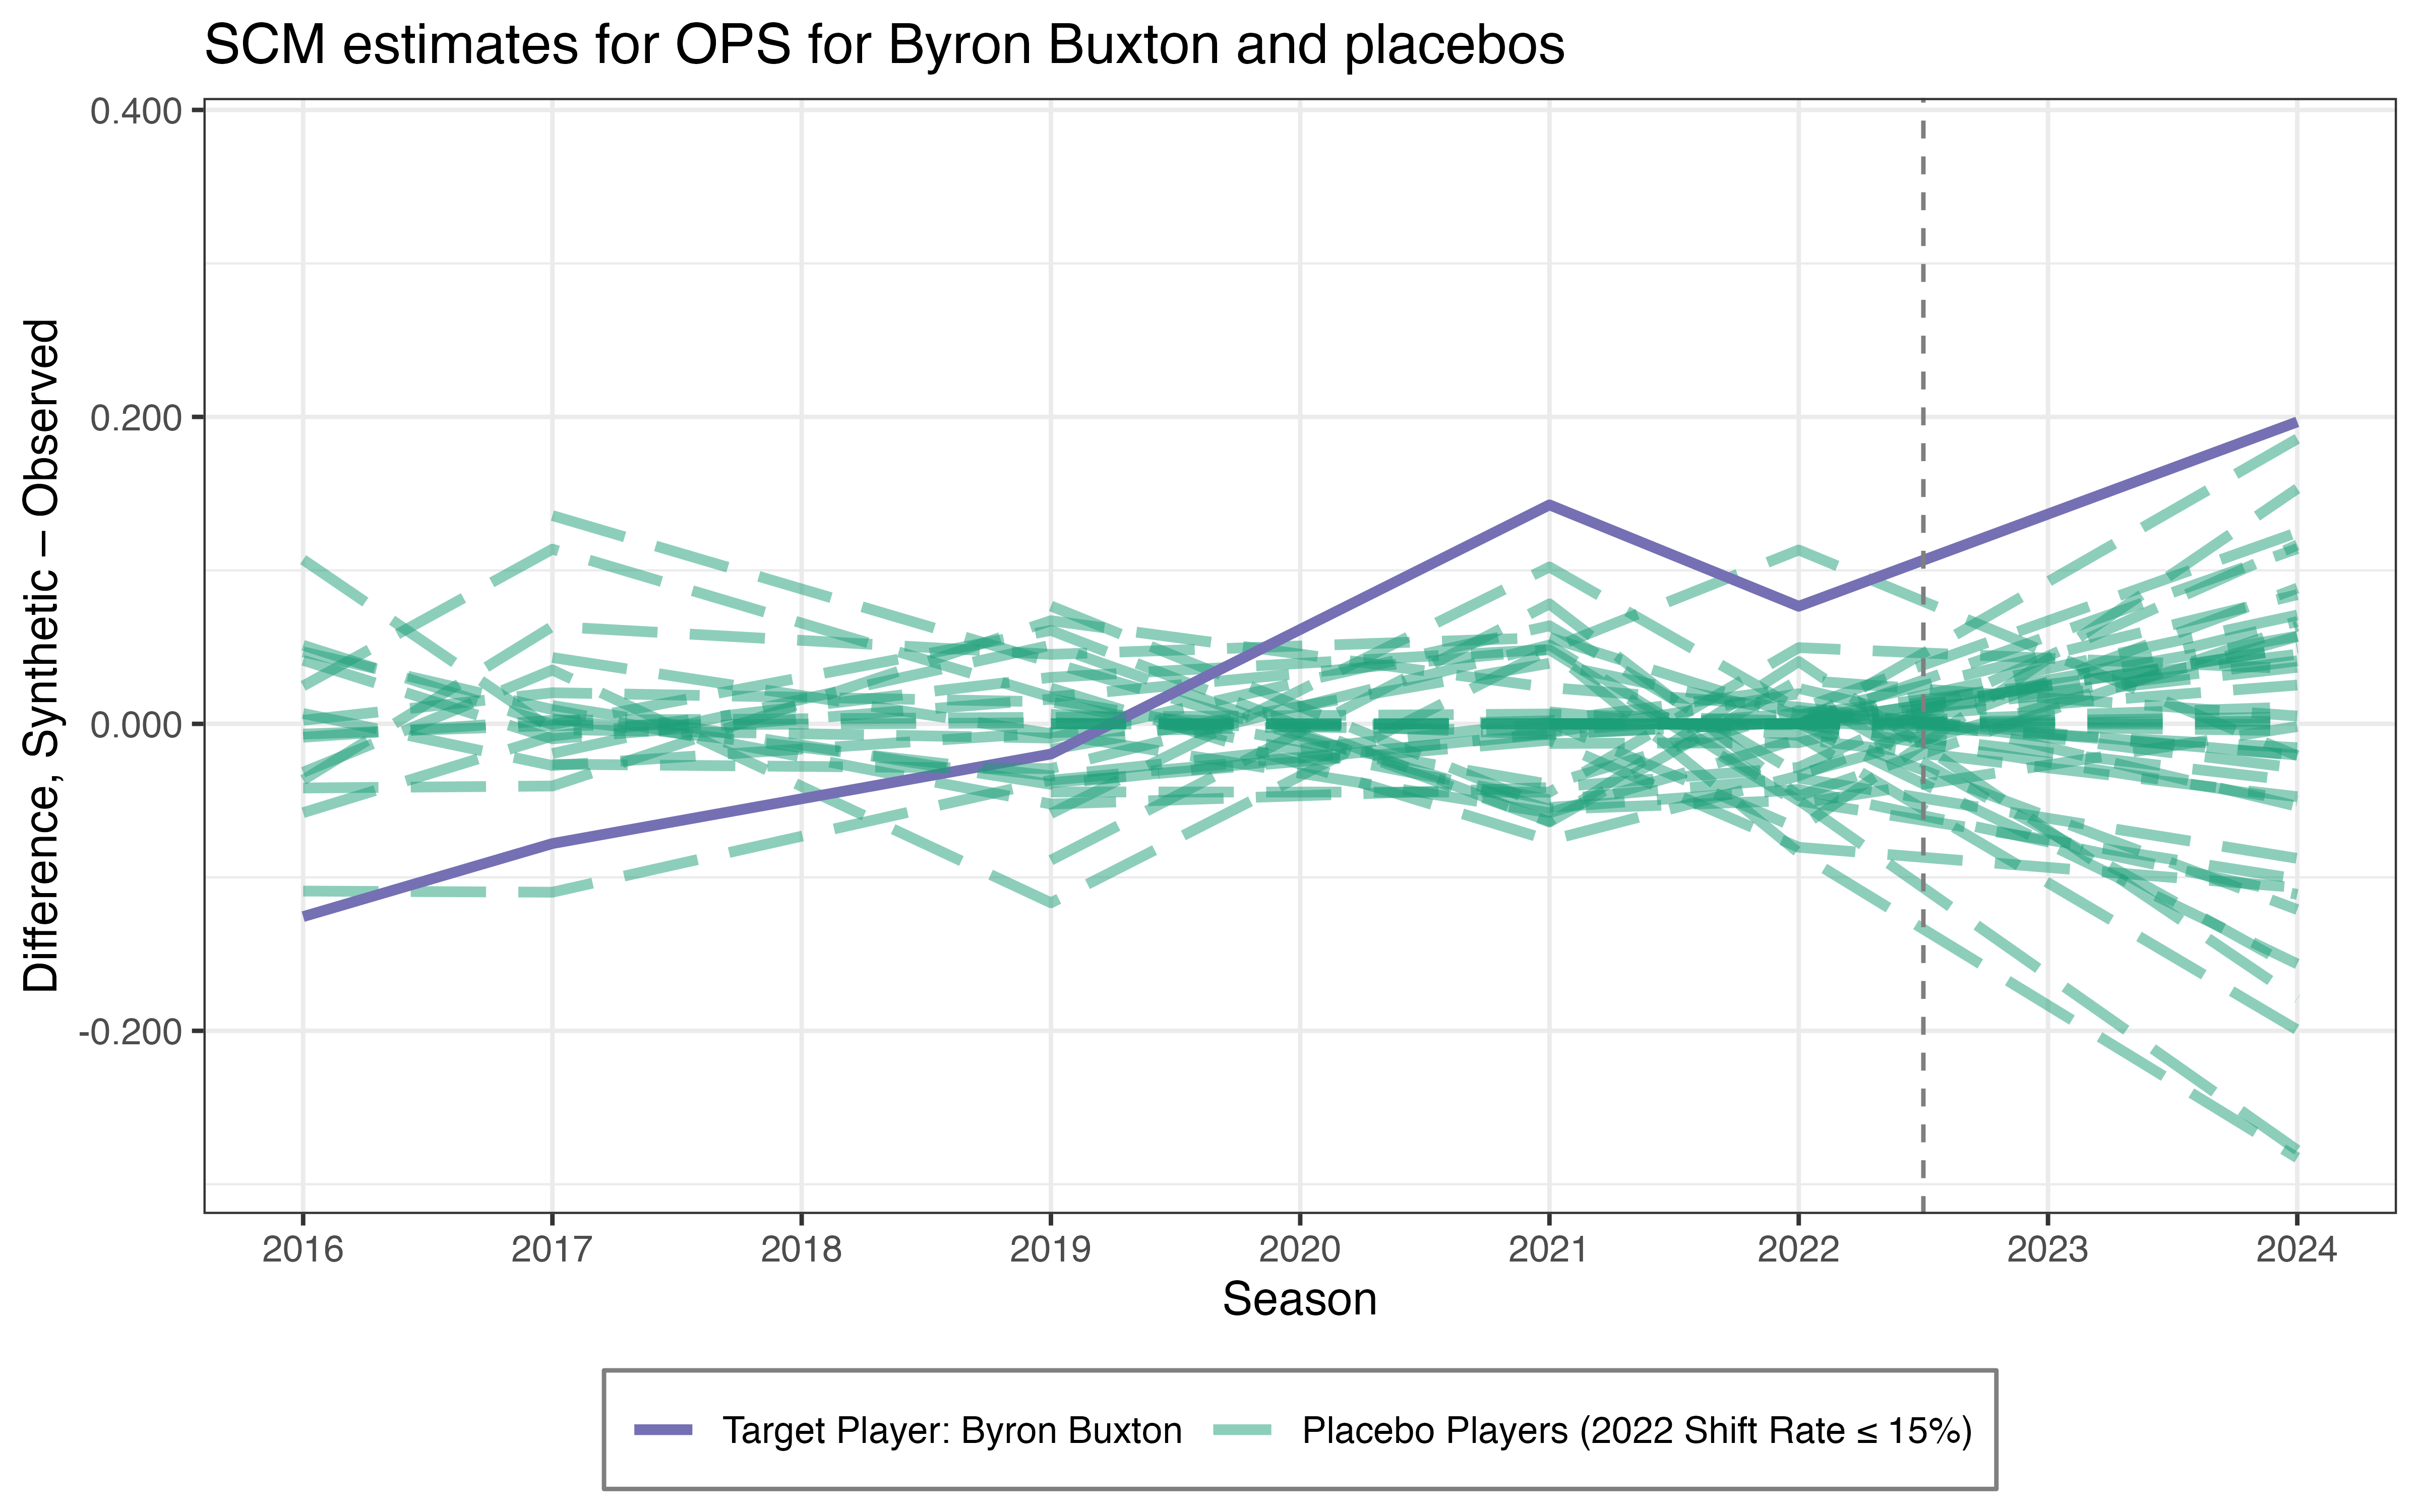 SCM estimates for OPS for Byron Buxton and placebos
Difference, Synthetic − Observed
0.400
0.200
0.000
-0.200
2016 2017 2018 2019 2020 2021 2022 2023 2024
Season
Target Player: Byron Buxton Placebo Players (2022 Shift Rate ≤ 15%)